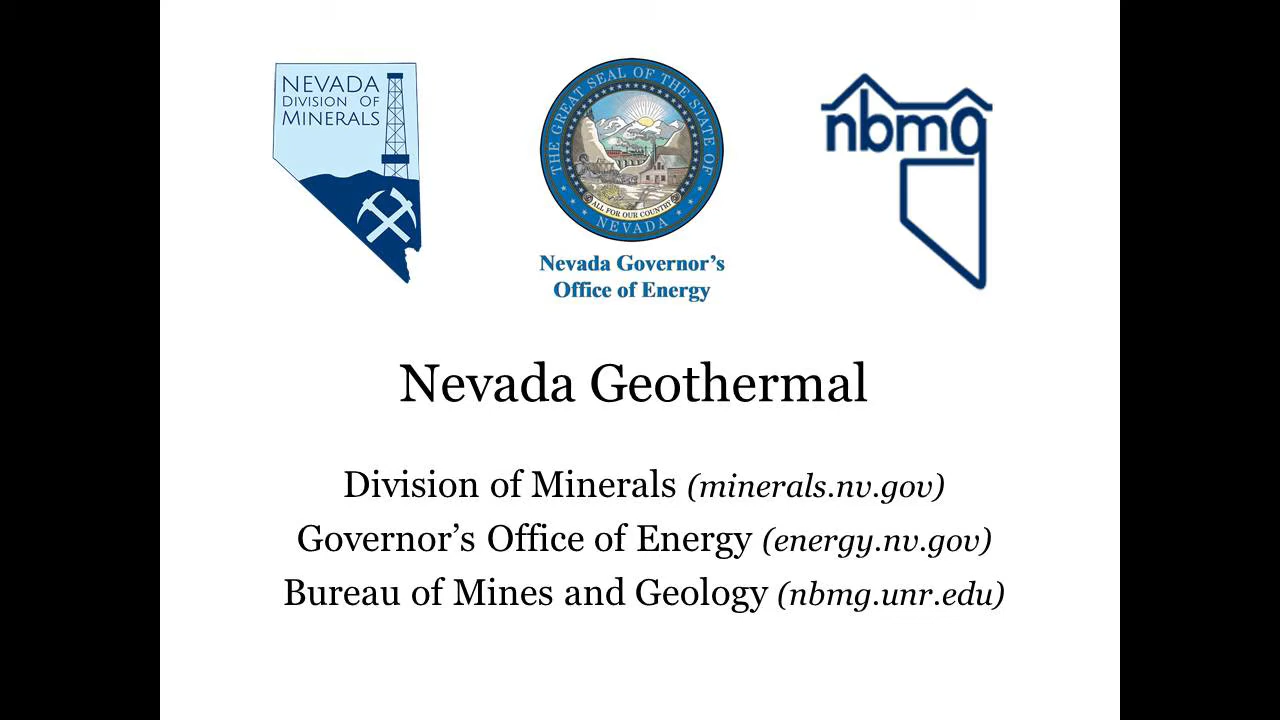 NEVADA
DIVISION OF
MINERALS
THE GREAT SEAL OF THE STATE OF
NEVADA
ALL FOR OUR COUNTRY
Nevada Governor's
Office of Energy
nbmg
Nevada Geothermal
Division of Minerals (minerals.nv.gov)
Governor's Office of Energy (energy.nv.gov)
Bureau of Mines and Geology (nbmg.unr.edu)